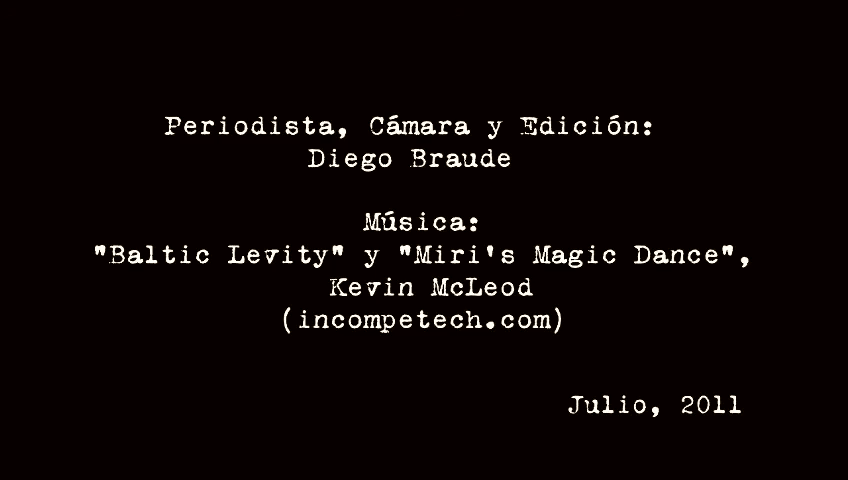 Periodista, Cámara y Edición:
Diego Braude
Música:
"Baltic Levity" y "Miri's Magic Dance",
Kevin McLeod
(incompetech.com)
Julio, 2011